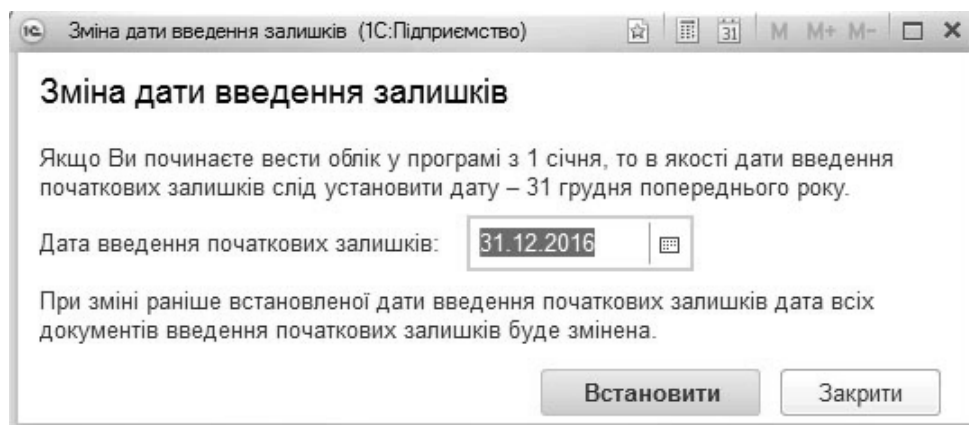 1С Зміна дати введення залишків (1С:Підприємство) 31 M M+ M-
Зміна дати введення залишків
Якщо Ви починаєте вести облік у програмі з 1 січня, то в якості дати введення
початкових залишків слід установити дату – 31 грудня попереднього року.
Дата введення початкових залишків: 31.12.2016
При зміні раніше встановленої дати введення початкових залишків дата всіх
документів введення початкових залишків буде змінена.
Встановити Закрити